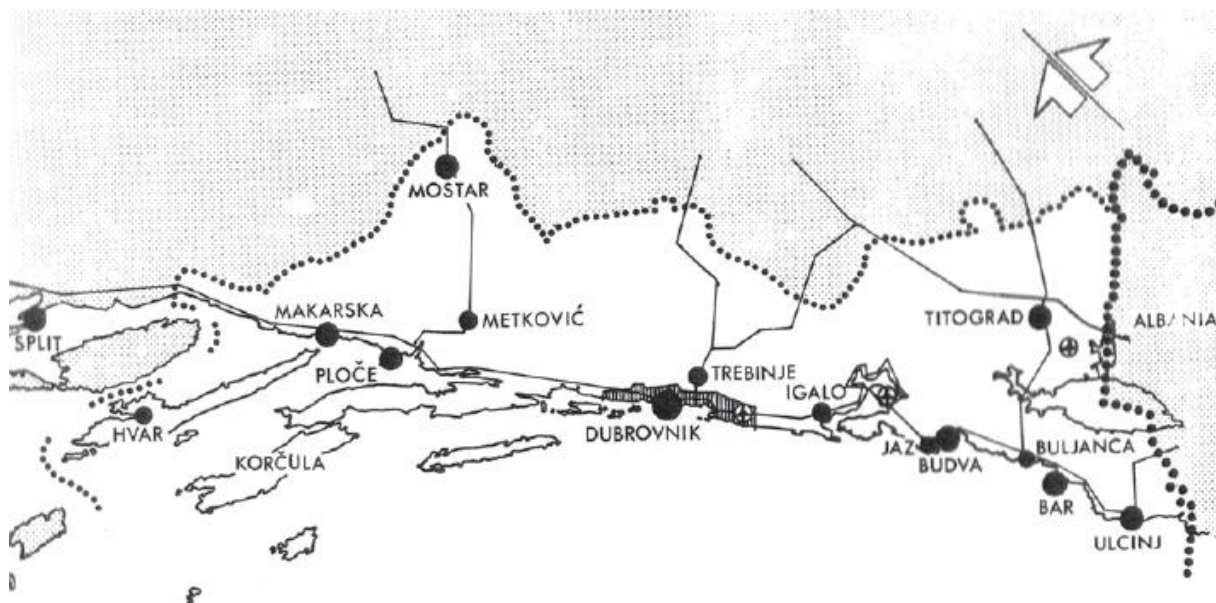 MOSTAR
MAKARSKA
METKOVIĆ
SPLIT
PLOČE
TITOGRAD
ALBANIA
TREBINJE
IGALO
HVAR
DUBROVNIK
KORČULA
JAZ
BUDVA
BULJANCA
BAR
ULCINJ